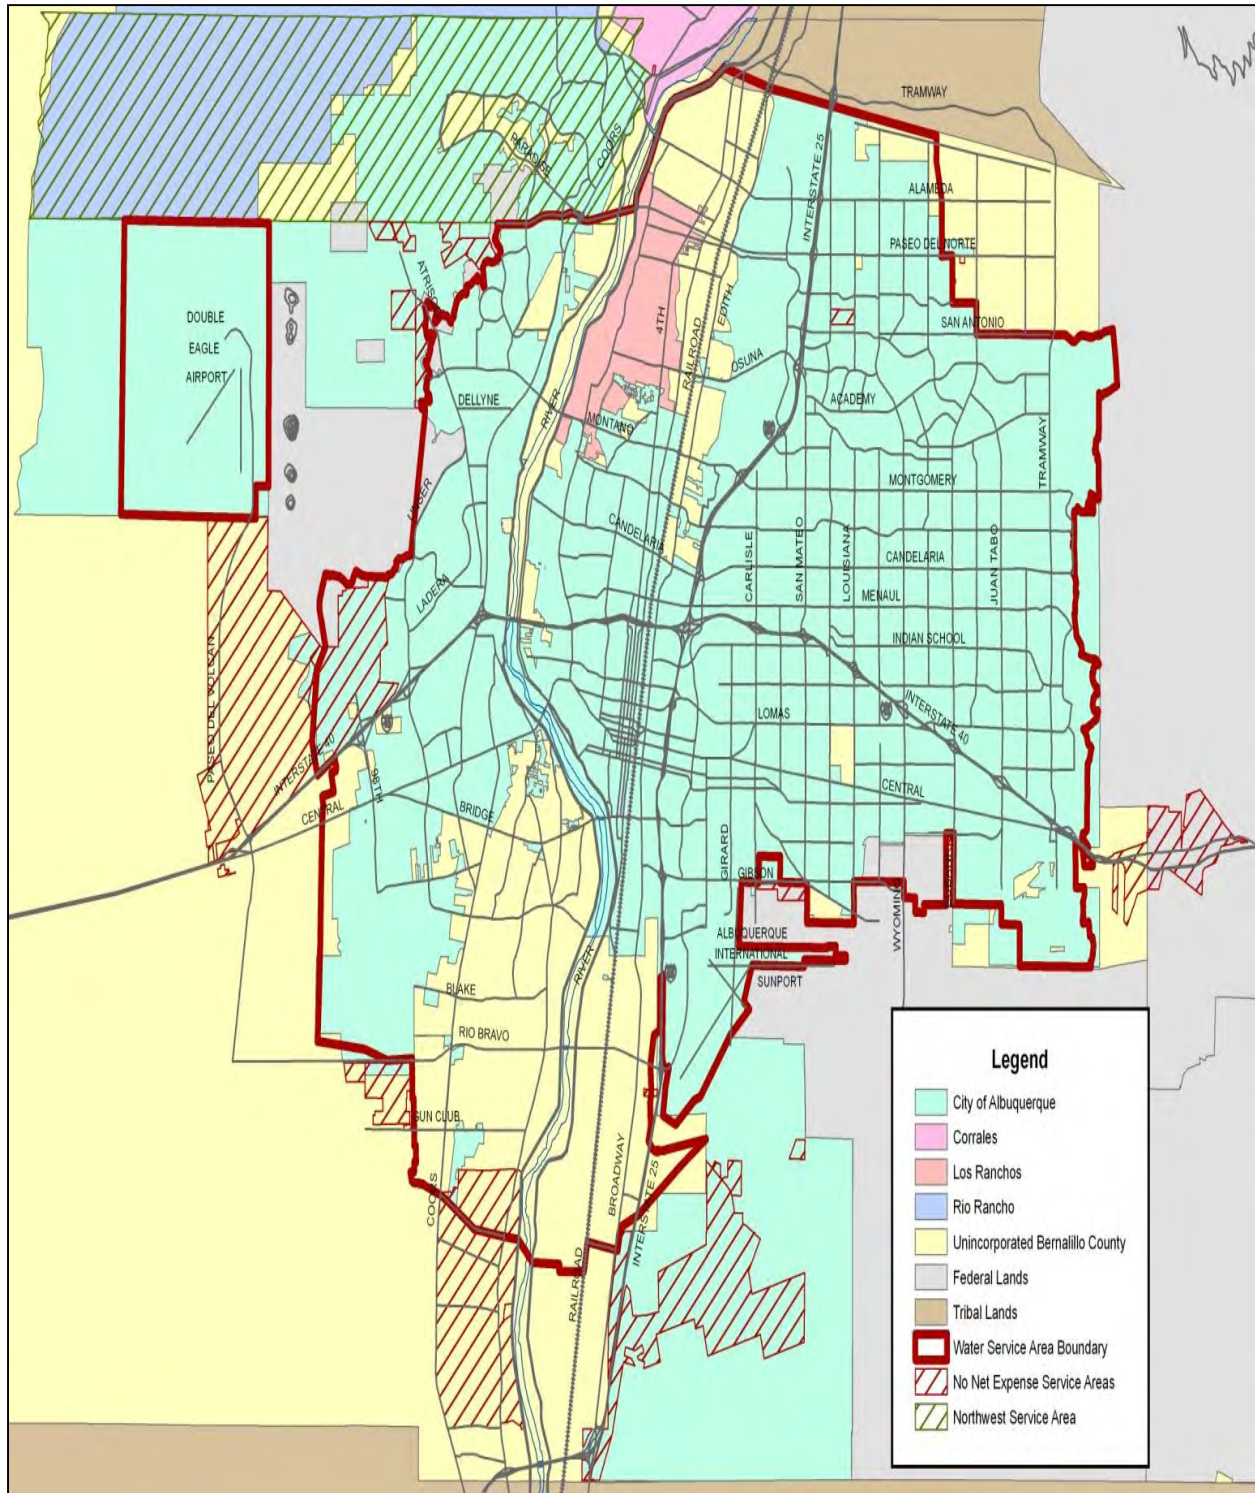 TRAMWAY
COORS
PARADISE
INTERSTATE 25
ALAMEDA
PASEO DEL NORTE
ATRISCO
EDITH
4TH
SAN ANTONIO
DOUBLE
EAGLE
AIRPORT
RAILROAD
OSUNA
DELLYNE
RIVER
ACADEMY
MONTANO
TRAMWAY
MONTGOMERY
UNSER
CANDELARIA
CARLISLE
SAN MATEO
LOUISIANA
CANDELARIA
JUAN TABO
LADERA
MENAUL
INDIAN SCHOOL
PASEO DEL VOLCAN
LOMAS
INTERSTATE 40
INTERSTATE 40
98TH
CENTRAL
CENTRAL
BRIDGE
GIRARD
GIBSON
WYOMING
ALBUQUERQUE
INTERNATIONAL
SUNPORT
RIVER
BLAKE
RIO BRAVO
GUN CLUB
COORS
BROADWAY
INTERSTATE 25
RAILROAD
Legend
City of Albuquerque
Corrales
Los Ranchos
Rio Rancho
Unincorporated Bernalillo County
Federal Lands
Tribal Lands
Water Service Area Boundary
No Net Expense Service Areas
Northwest Service Area